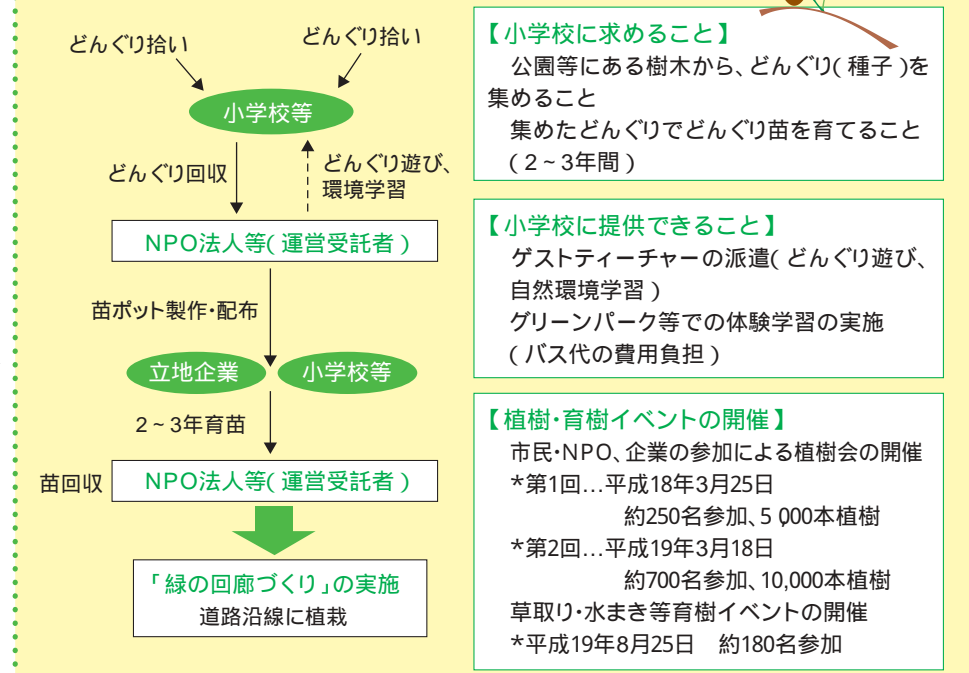 どんぐり拾い
どんぐり拾い
小学校等
どんぐり回収
どんぐり遊び、
環境学習
NPO法人等(運営受託者)
苗ポット製作・配布
立地企業
小学校等
2~3年育苗
苗回収
NPO法人等(運営受託者)
「緑の回廊づくり」の実施
道路沿線に植栽
【小学校に求めること】
公園等にある樹木から、どんぐり(種子)を
集めること
集めたどんぐりでどんぐり苗を育てること
(2~3年間)
【小学校に提供できること】
ゲストティーチャーの派遣(どんぐり遊び、
自然環境学習)
グリーンパーク等での体験学習の実施
(バス代の費用負担)
【植樹・育樹イベントの開催】
市民・NPO、企業の参加による植樹会の開催
*第1回…平成18年3月25日
約250名参加、5,000本植樹
*第2回…平成19年3月18日
約700名参加、10,000本植樹
草取り・水まき等育樹イベントの開催
*平成19年8月25日 約180名参加